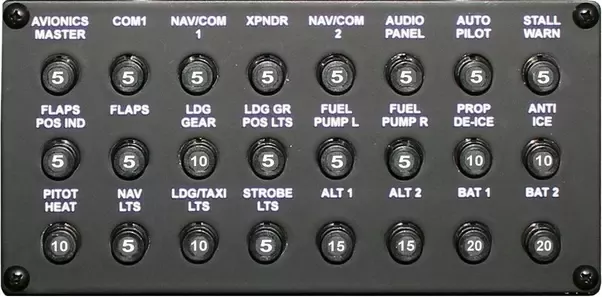 AVIONICS COM1 NAV/COM XPNDR NAV/COM AUDIO AUTO STALL
MASTER 1 2 PANEL PILOT WARN
5 5 5 5 5 5 5 5
FLAPS FLAPS LDG LDG GR FUEL FUEL PROP ANTI
POS IND GEAR POS LTS PUMP L PUMP R DE-ICE ICE
5 5 10 5 5 5 10 10
PITOT NAV LDG/TAXI STROBE ALT 1 ALT 2 BAT 1 BAT 2
HEAT LTS LTS LTS
10 5 10 5 15 15 20 20